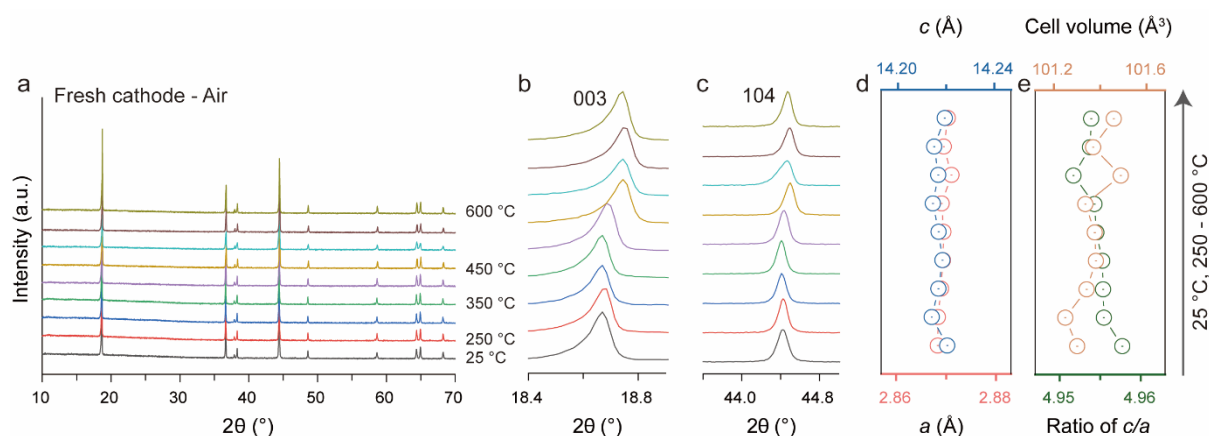 c (Å)
Cell volume (Å³)
14.20
14.24
101.2
101.6
a
Fresh cathode - Air
b
003
c
104
d
e
Intensity (a.u.)
600 °C
450 °C
350 °C
250 °C
25 °C
25 °C, 250 - 600 °C
10
20
30
40
50
60
70
18.4
18.8
44.0
44.8
2.86
2.88
4.95
4.96
2θ (°)
2θ (°)
2θ (°)
a (Å)
Ratio of c/a